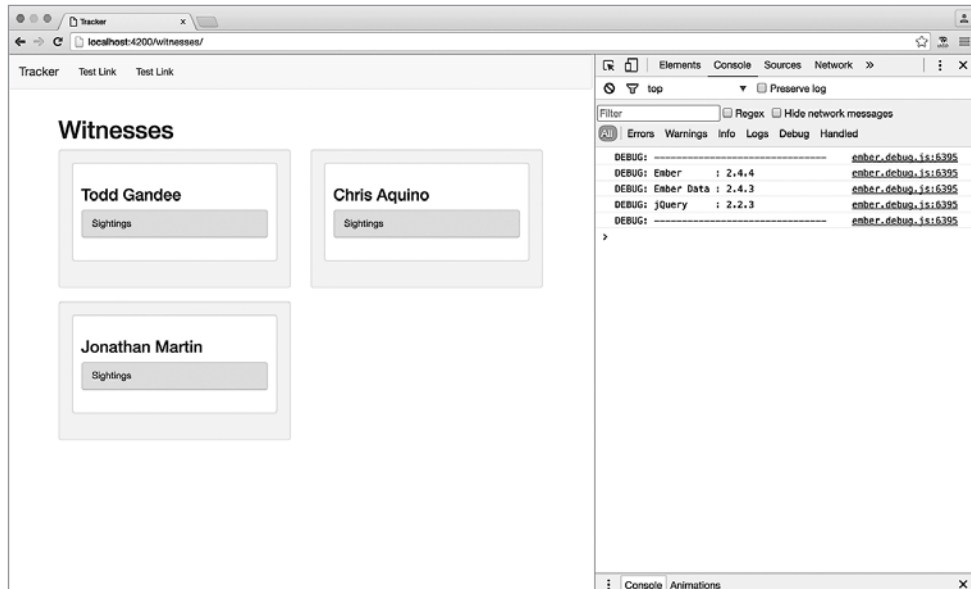 Tracker
localhost:4200/witnesses/
Tracker Test Link Test Link
Witnesses
Todd Gandee
Sightings
Chris Aquino
Sightings
Jonathan Martin
Sightings
Elements Console Sources Network »
top Preserve log
Filter Regex Hide network messages
All Errors Warnings Info Logs Debug Handled
DEBUG: ------------------------------- ember.debug.js:6395
DEBUG: Ember : 2.4.4 ember.debug.js:6395
DEBUG: Ember Data : 2.4.3 ember.debug.js:6395
DEBUG: jQuery : 2.2.3 ember.debug.js:6395
DEBUG: ------------------------------- ember.debug.js:6395
>
Console Animations